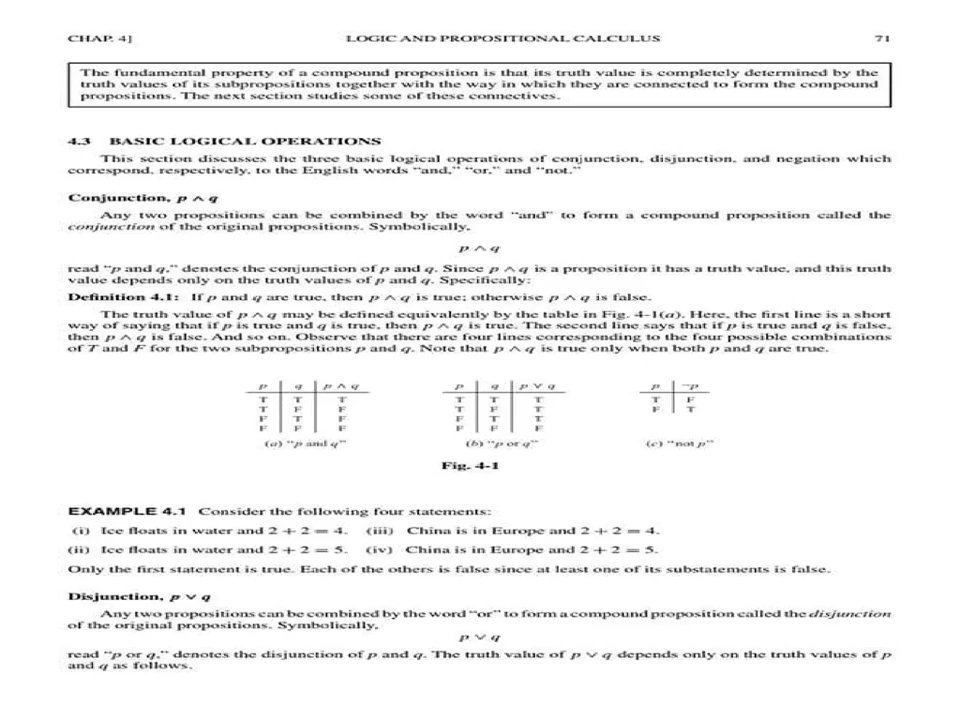 CHAP. 4] LOGIC AND PROPOSITIONAL CALCULUS 71
The fundamental property of a compound proposition is that its truth value is completely determined by the
truth values of its subpropositions together with the way in which they are connected to form the compound
propositions. The next section studies some of these connectives.
4.3 BASIC LOGICAL OPERATIONS
This section discusses the three basic logical operations of conjunction, disjunction, and negation which
correspond, respectively, to the English words “and,” “or,” and “not.”
Conjunction, p ∧ q
Any two propositions can be combined by the word “and” to form a compound proposition called the
conjunction of the original propositions. Symbolically,
p ∧ q
read “p and q,” denotes the conjunction of p and q. Since p ∧ q is a proposition it has a truth value, and this truth
value depends only on the truth values of p and q. Specifically:
Definition 4.1: If p and q are true, then p ∧ q is true; otherwise p ∧ q is false.
The truth value of p ∧ q may be defined equivalently by the table in Fig. 4-1(a). Here, the first line is a short
way of saying that if p is true and q is true, then p ∧ q is true. The second line says that if p is true and q is false,
then p ∧ q is false. And so on. Observe that there are four lines corresponding to the four possible combinations
of T and F for the two subpropositions p and q. Note that p ∧ q is true only when both p and q are true.
p q p ∧ q p q p ∨ q p ¬p
T T T T T T T F
T F F T F T F T
F T F F T T
F F F F F F
(a) “p and q” (b) “p or q” (c) “not p”
Fig. 4-1
EXAMPLE 4.1 Consider the following four statements:
(i) Ice floats in water and 2 + 2 = 4. (iii) China is in Europe and 2 + 2 = 4.
(ii) Ice floats in water and 2 + 2 = 5. (iv) China is in Europe and 2 + 2 = 5.
Only the first statement is true. Each of the others is false since at least one of its substatements is false.
Disjunction, p ∨ q
Any two propositions can be combined by the word “or” to form a compound proposition called the disjunction
of the original propositions. Symbolically,
p ∨ q
read “p or q,” denotes the disjunction of p and q. The truth value of p ∨ q depends only on the truth values of p
and q as follows.